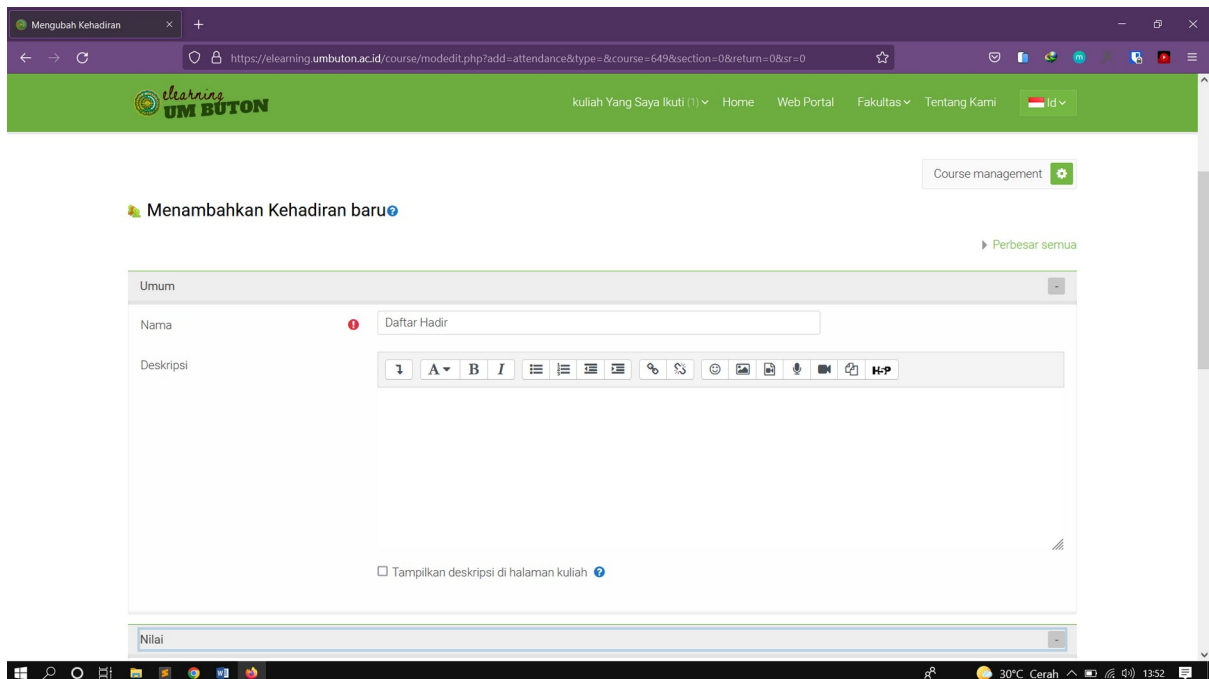 Mengubah Kehadiran
https://elearning.umbuton.ac.id/course/modedit.php?add=attendance&type=&course=649&section=0&return=0&sr=0
elearning
UM BUTON
kuliah Yang Saya Ikuti (1) Home Web Portal Fakultas Tentang Kami Id
Course management
Menambahkan Kehadiran baru
Perbesar semua
Umum
Nama
Daftar Hadir
Deskripsi
A B I H5P
Tampilkan deskripsi di halaman kuliah
Nilai
30°C Cerah 13:52